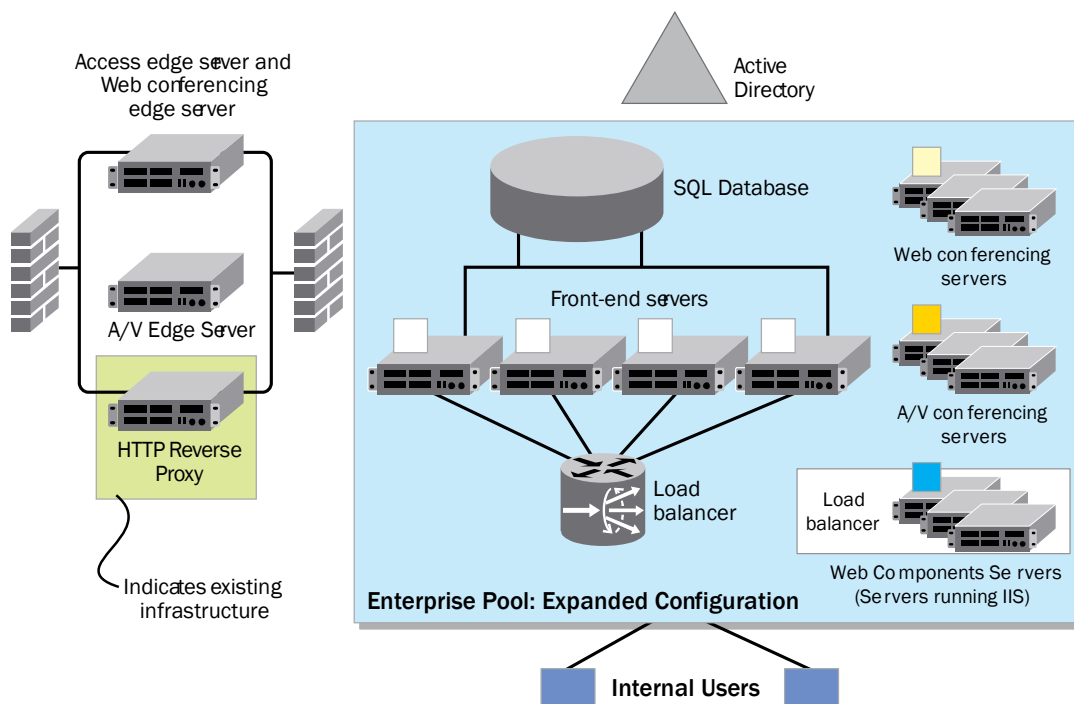 Access edge server and
Web conferencing
edge server
A/V Edge Server
HTTP Reverse
Proxy
Indicates existing
infrastructure
Active
Directory
SQL Database
Front-end servers
Load
balancer
Web conferencing
servers
A/V conferencing
servers
Load
balancer
Web Components Servers
(Servers running IIS)
Enterprise Pool: Expanded Configuration
Internal Users